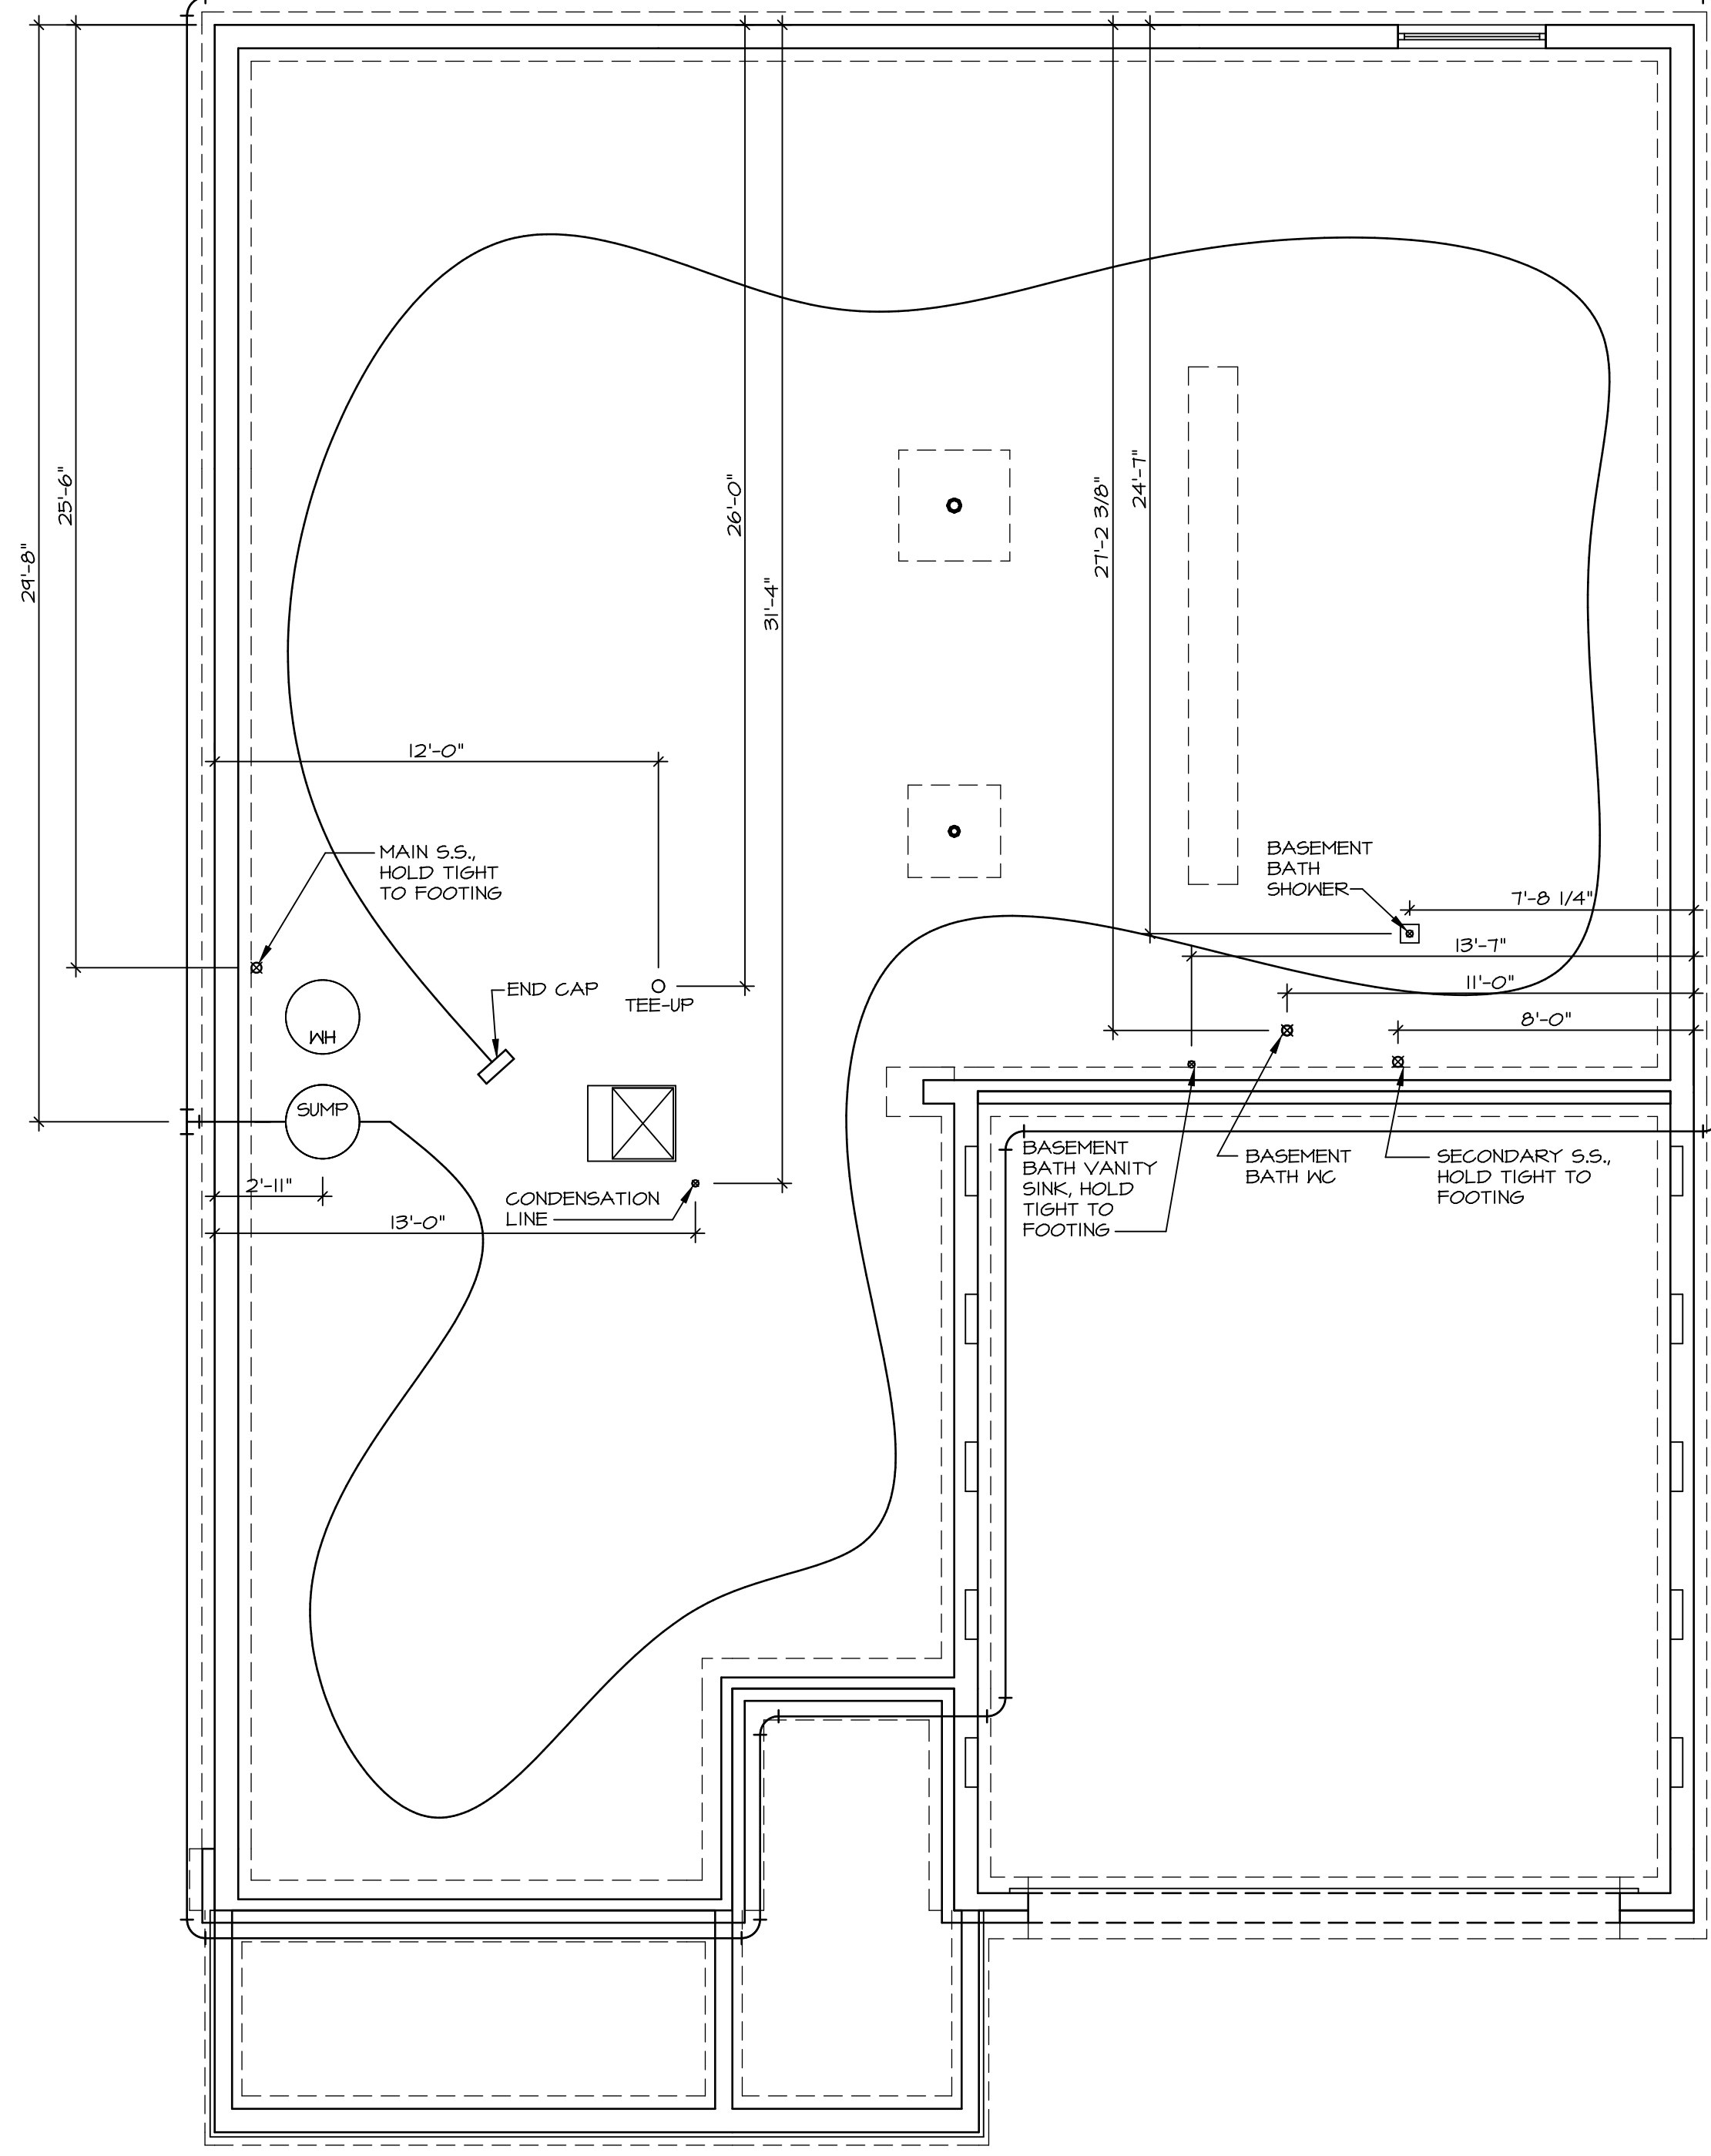 25'-6"
29'-8"
26'-0"
31'-4"
27'-2 3/8"
24'-7"
12'-0"
MAIN S.S.,
HOLD TIGHT
TO FOOTING
BASEMENT
BATH
SHOWER
7'-8 1/4"
13'-7"
11'-0"
8'-0"
END CAP
TEE-UP
WH
SUMP
2'-11"
13'-0"
CONDENSATION
LINE
BASEMENT
BATH VANITY
SINK, HOLD
TIGHT TO
FOOTING
BASEMENT
BATH WC
SECONDARY S.S.,
HOLD TIGHT TO
FOOTING